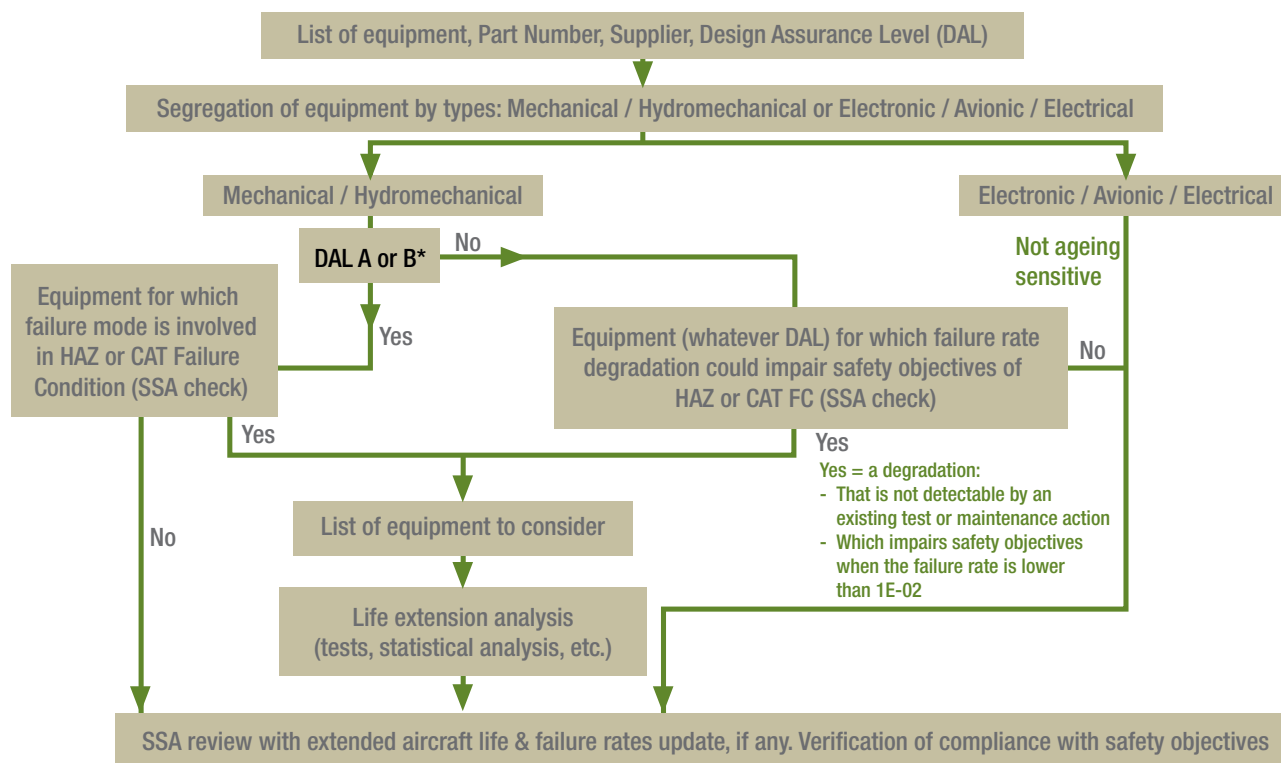 List of equipment, Part Number, Supplier, Design Assurance Level (DAL)
Segregation of equipment by types: Mechanical / Hydromechanical or Electronic / Avionic / Electrical
Mechanical / Hydromechanical
Electronic / Avionic / Electrical
DAL A or B*
No
Not ageing
sensitive
Equipment for which
failure mode is involved
in HAZ or CAT Failure
Condition (SSA check)
Yes
Equipment (whatever DAL) for which failure rate
degradation could impair safety objectives of
HAZ or CAT FC (SSA check)
No
Yes
Yes
Yes = a degradation:
- That is not detectable by an
existing test or maintenance action
- Which impairs safety objectives
when the failure rate is lower
than 1E-02
No
List of equipment to consider
Life extension analysis
(tests, statistical analysis, etc.)
SSA review with extended aircraft life & failure rates update, if any. Verification of compliance with safety objectives